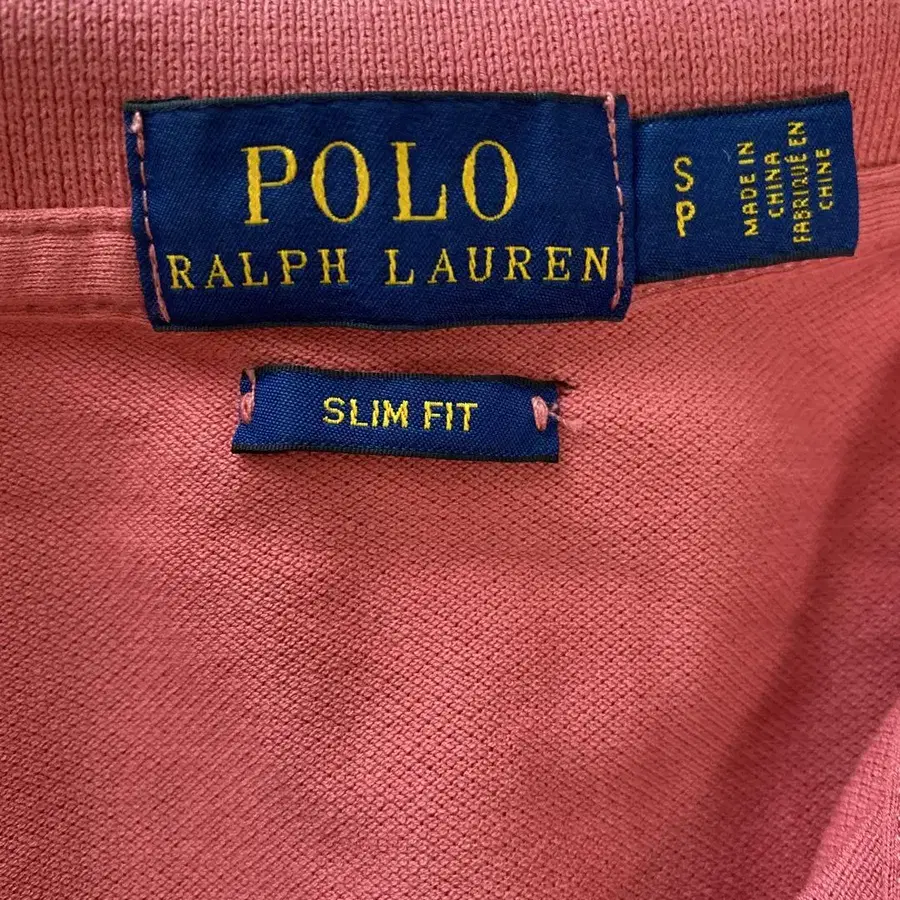 POLO
RALPH LAUREN
S
P
MADE IN
CHINA
FABRIQUÉ EN
CHINE
SLIM FIT